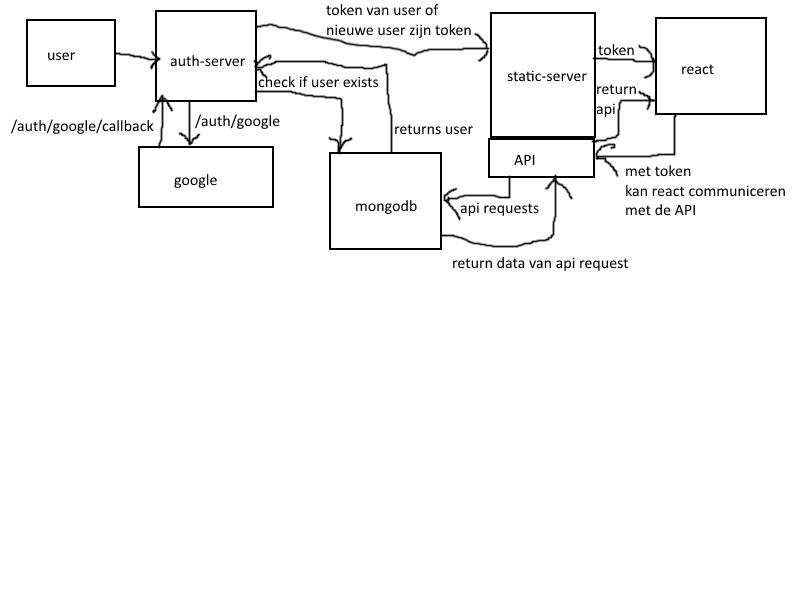 token van user of
nieuwe user zijn token
user
auth-server
token
react
static-server
check if user exists
return
api
/auth/google/callback
/auth/google
returns user
API
met token
kan react communiceren
met de API
google
mongodb
api requests
return data van api request